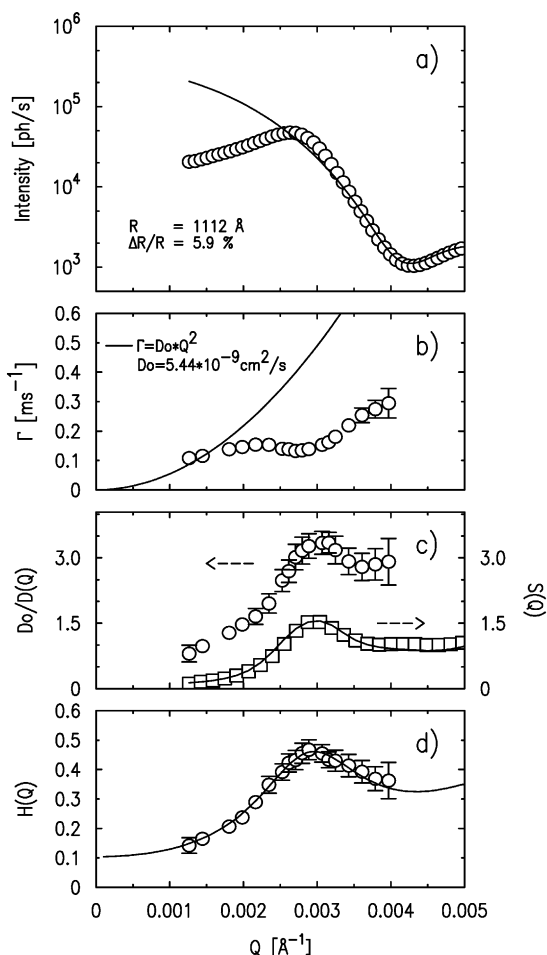 10^6
a)
10^5
Intensity [ph/s]
10^4
R = 1112 Å
ΔR/R = 5.9 %
10^3
0.6
b)
Γ=Do*Q^2
0.5
Do=5.44*10^-9cm^2/s
0.4
Γ [ms^-1]
0.3
0.2
0.1
0
c)
3.0
3.0
Do/D(Q)
S(Q)
1.5
1.5
0
0
0.6
d)
0.5
0.4
H(Q)
0.3
0.2
0.1
0
0 0.001 0.002 0.003 0.004 0.005
Q [Å^-1]